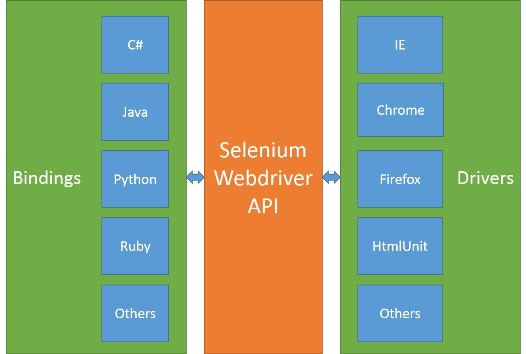 Bindings
C#
Java
Python
Ruby
Others
Selenium
Webdriver
API
IE
Chrome
Firefox
HtmlUnit
Others
Drivers